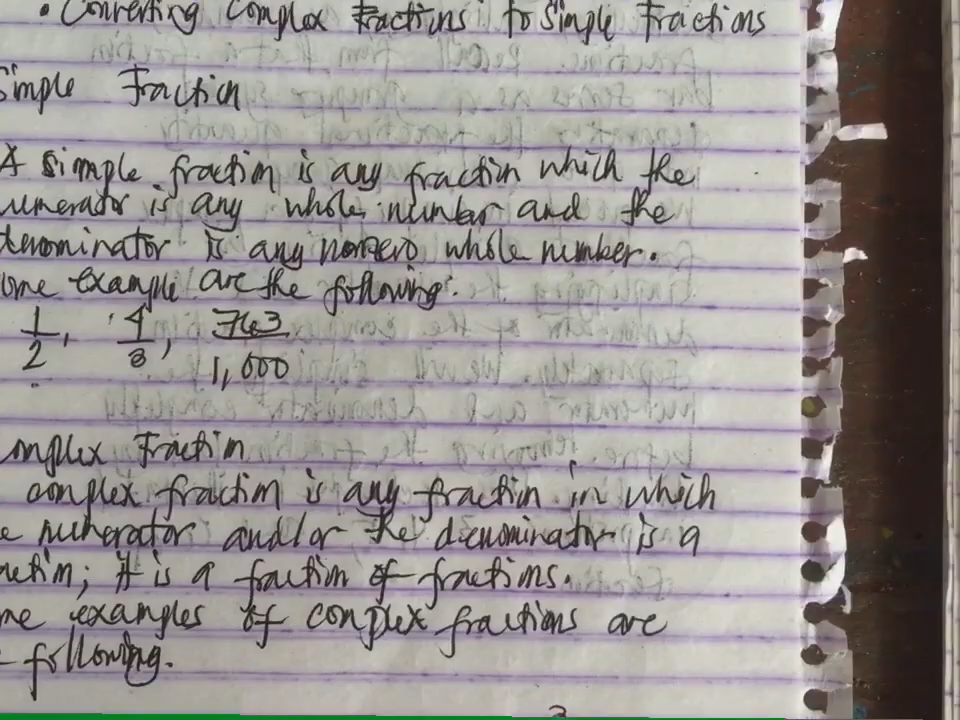 • Converting Complex Fractions to Simple Fractions
Simple Fraction
A simple fraction is any fraction which the
numerator is any whole number and the
denominator is any nonzero whole number.
ome example are the following:
1/2, 4/3, 763/1,000
omplex Fraction
complex fraction is any fraction in which
e numerator and/or the denominator is a
action; it is a fraction of fractions.
me examples of complex fractions are
following.